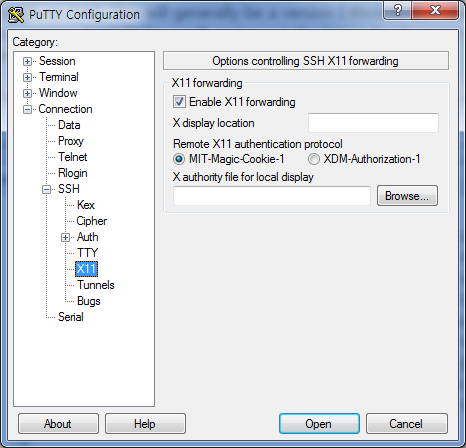 PuTTY Configuration
Category:
Session
Terminal
Window
Connection
Data
Proxy
Telnet
Rlogin
SSH
Kex
Cipher
Auth
TTY
X11
Tunnels
Bugs
Serial
Options controlling SSH X11 forwarding
X11 forwarding
Enable X11 forwarding
X display location
Remote X11 authentication protocol
MIT-Magic-Cookie-1 XDM-Authorization-1
X authority file for local display
Browse...
About Help Open Cancel